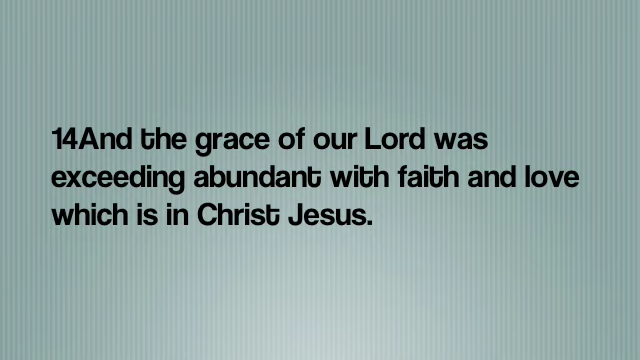 14And the grace of our Lord was
exceeding abundant with faith and love
which is in Christ Jesus.